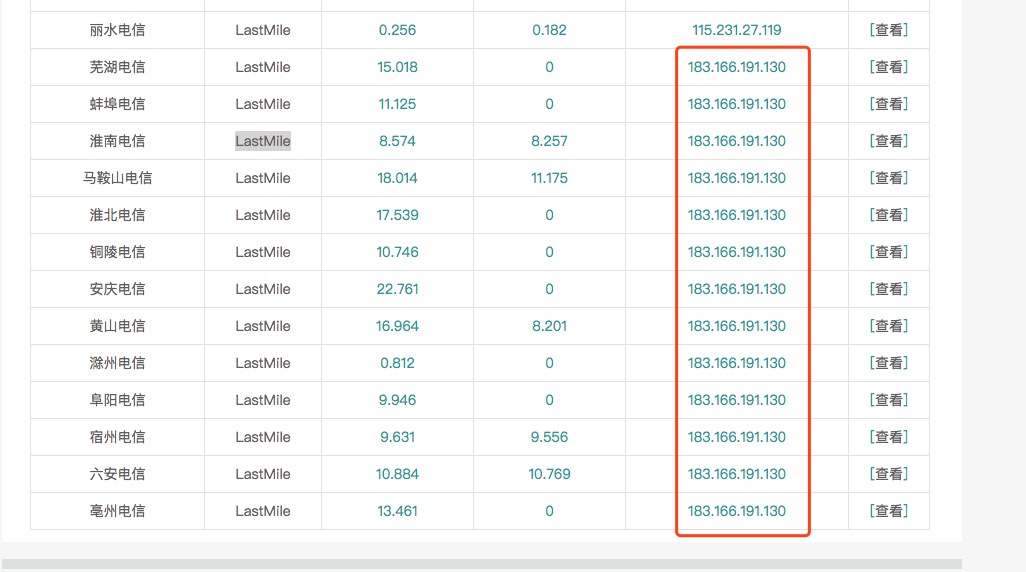 丽水电信 LastMile 0.256 0.182 115.231.27.119 [查看]
芜湖电信 LastMile 15.018 0 183.166.191.130 [查看]
蚌埠电信 LastMile 11.125 0 183.166.191.130 [查看]
淮南电信 LastMile 8.574 8.257 183.166.191.130 [查看]
马鞍山电信 LastMile 18.014 11.175 183.166.191.130 [查看]
淮北电信 LastMile 17.539 0 183.166.191.130 [查看]
铜陵电信 LastMile 10.746 0 183.166.191.130 [查看]
安庆电信 LastMile 22.761 0 183.166.191.130 [查看]
黄山电信 LastMile 16.964 8.201 183.166.191.130 [查看]
滁州电信 LastMile 0.812 0 183.166.191.130 [查看]
阜阳电信 LastMile 9.946 0 183.166.191.130 [查看]
宿州电信 LastMile 9.631 9.556 183.166.191.130 [查看]
六安电信 LastMile 10.884 10.769 183.166.191.130 [查看]
亳州电信 LastMile 13.461 0 183.166.191.130 [查看]